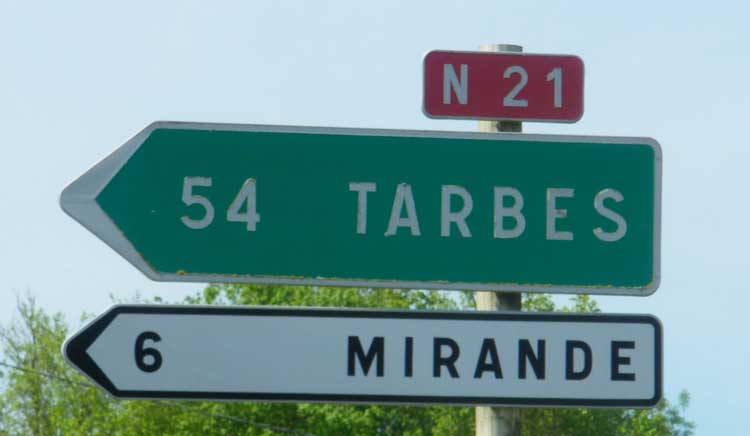 N 21
54 TARBES
6 MIRANDE